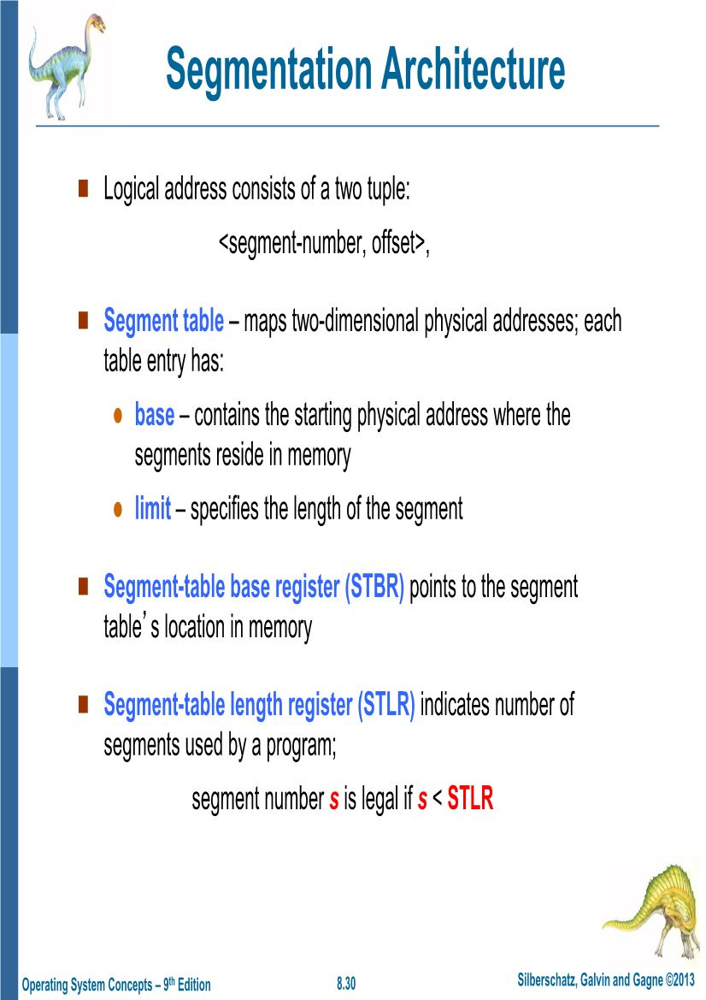 Segmentation Architecture
Logical address consists of a two tuple:
<segment-number, offset>,
Segment table – maps two-dimensional physical addresses; each
table entry has:
base – contains the starting physical address where the
segments reside in memory
limit – specifies the length of the segment
Segment-table base register (STBR) points to the segment
table’s location in memory
Segment-table length register (STLR) indicates number of
segments used by a program;
segment number s is legal if s < STLR
Operating System Concepts – 9th Edition
8.30
Silberschatz, Galvin and Gagne ©2013